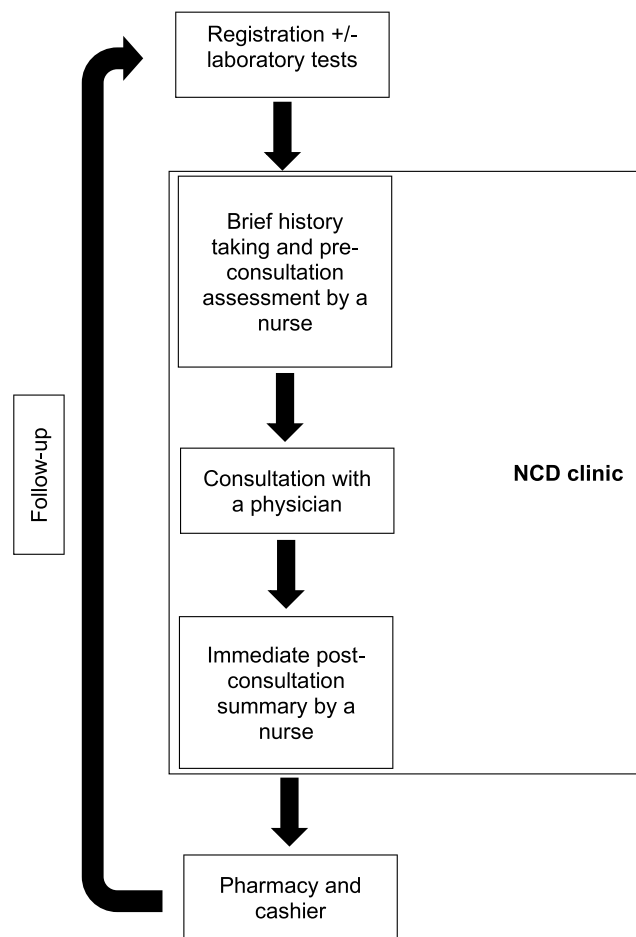 Registration +/-
laboratory tests
Brief history
taking and pre-
consultation
assessment by a
nurse
Follow-up
Consultation with
a physician
NCD clinic
Immediate post-
consultation
summary by a
nurse
Pharmacy and
cashier